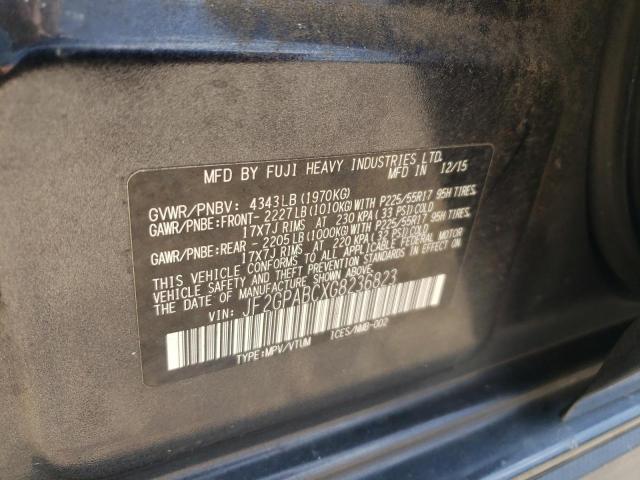 MFD BY FUJI HEAVY INDUSTRIES LTD.
MFD IN 12/15
GVWR/PNBV: 4343LB (1970KG)
GAWR/PNBE:FRONT- 2227LB (1010KG) WITH P225/55R17 95H TIRES,
17X7J RIMS AT 230 KPA (33 PSI) COLD
GAWR/PNBE:REAR - 2205LB (1000KG) WITH P225/55R17 95H TIRES,
17X7J RIMS AT 220 KPA (32 PSI) COLD
THIS VEHICLE CONFORMS TO ALL APPLICABLE FEDERAL MOTOR
VEHICLE SAFETY STANDARDS IN EFFECT ON
THE DATE OF MANUFACTURE SHOWN ABOVE.
VIN: JF2GPABCXG8236823
TYPE:MPV/VTUM ICES/NMB-002